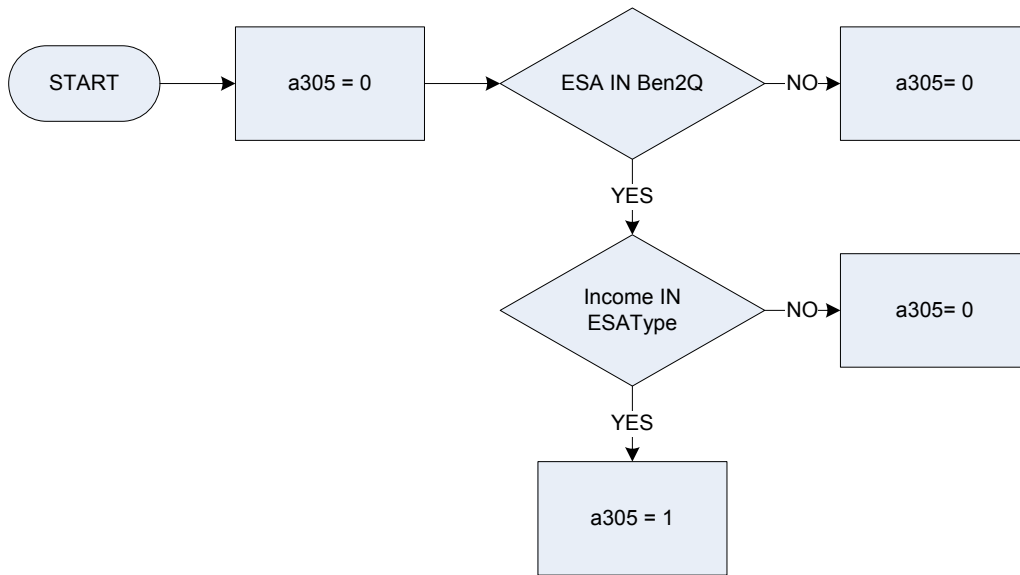 START
a305 = 0
ESA IN Ben2Q
NO
a305= 0
YES
Income IN
ESAType
NO
a305= 0
YES
a305 = 1